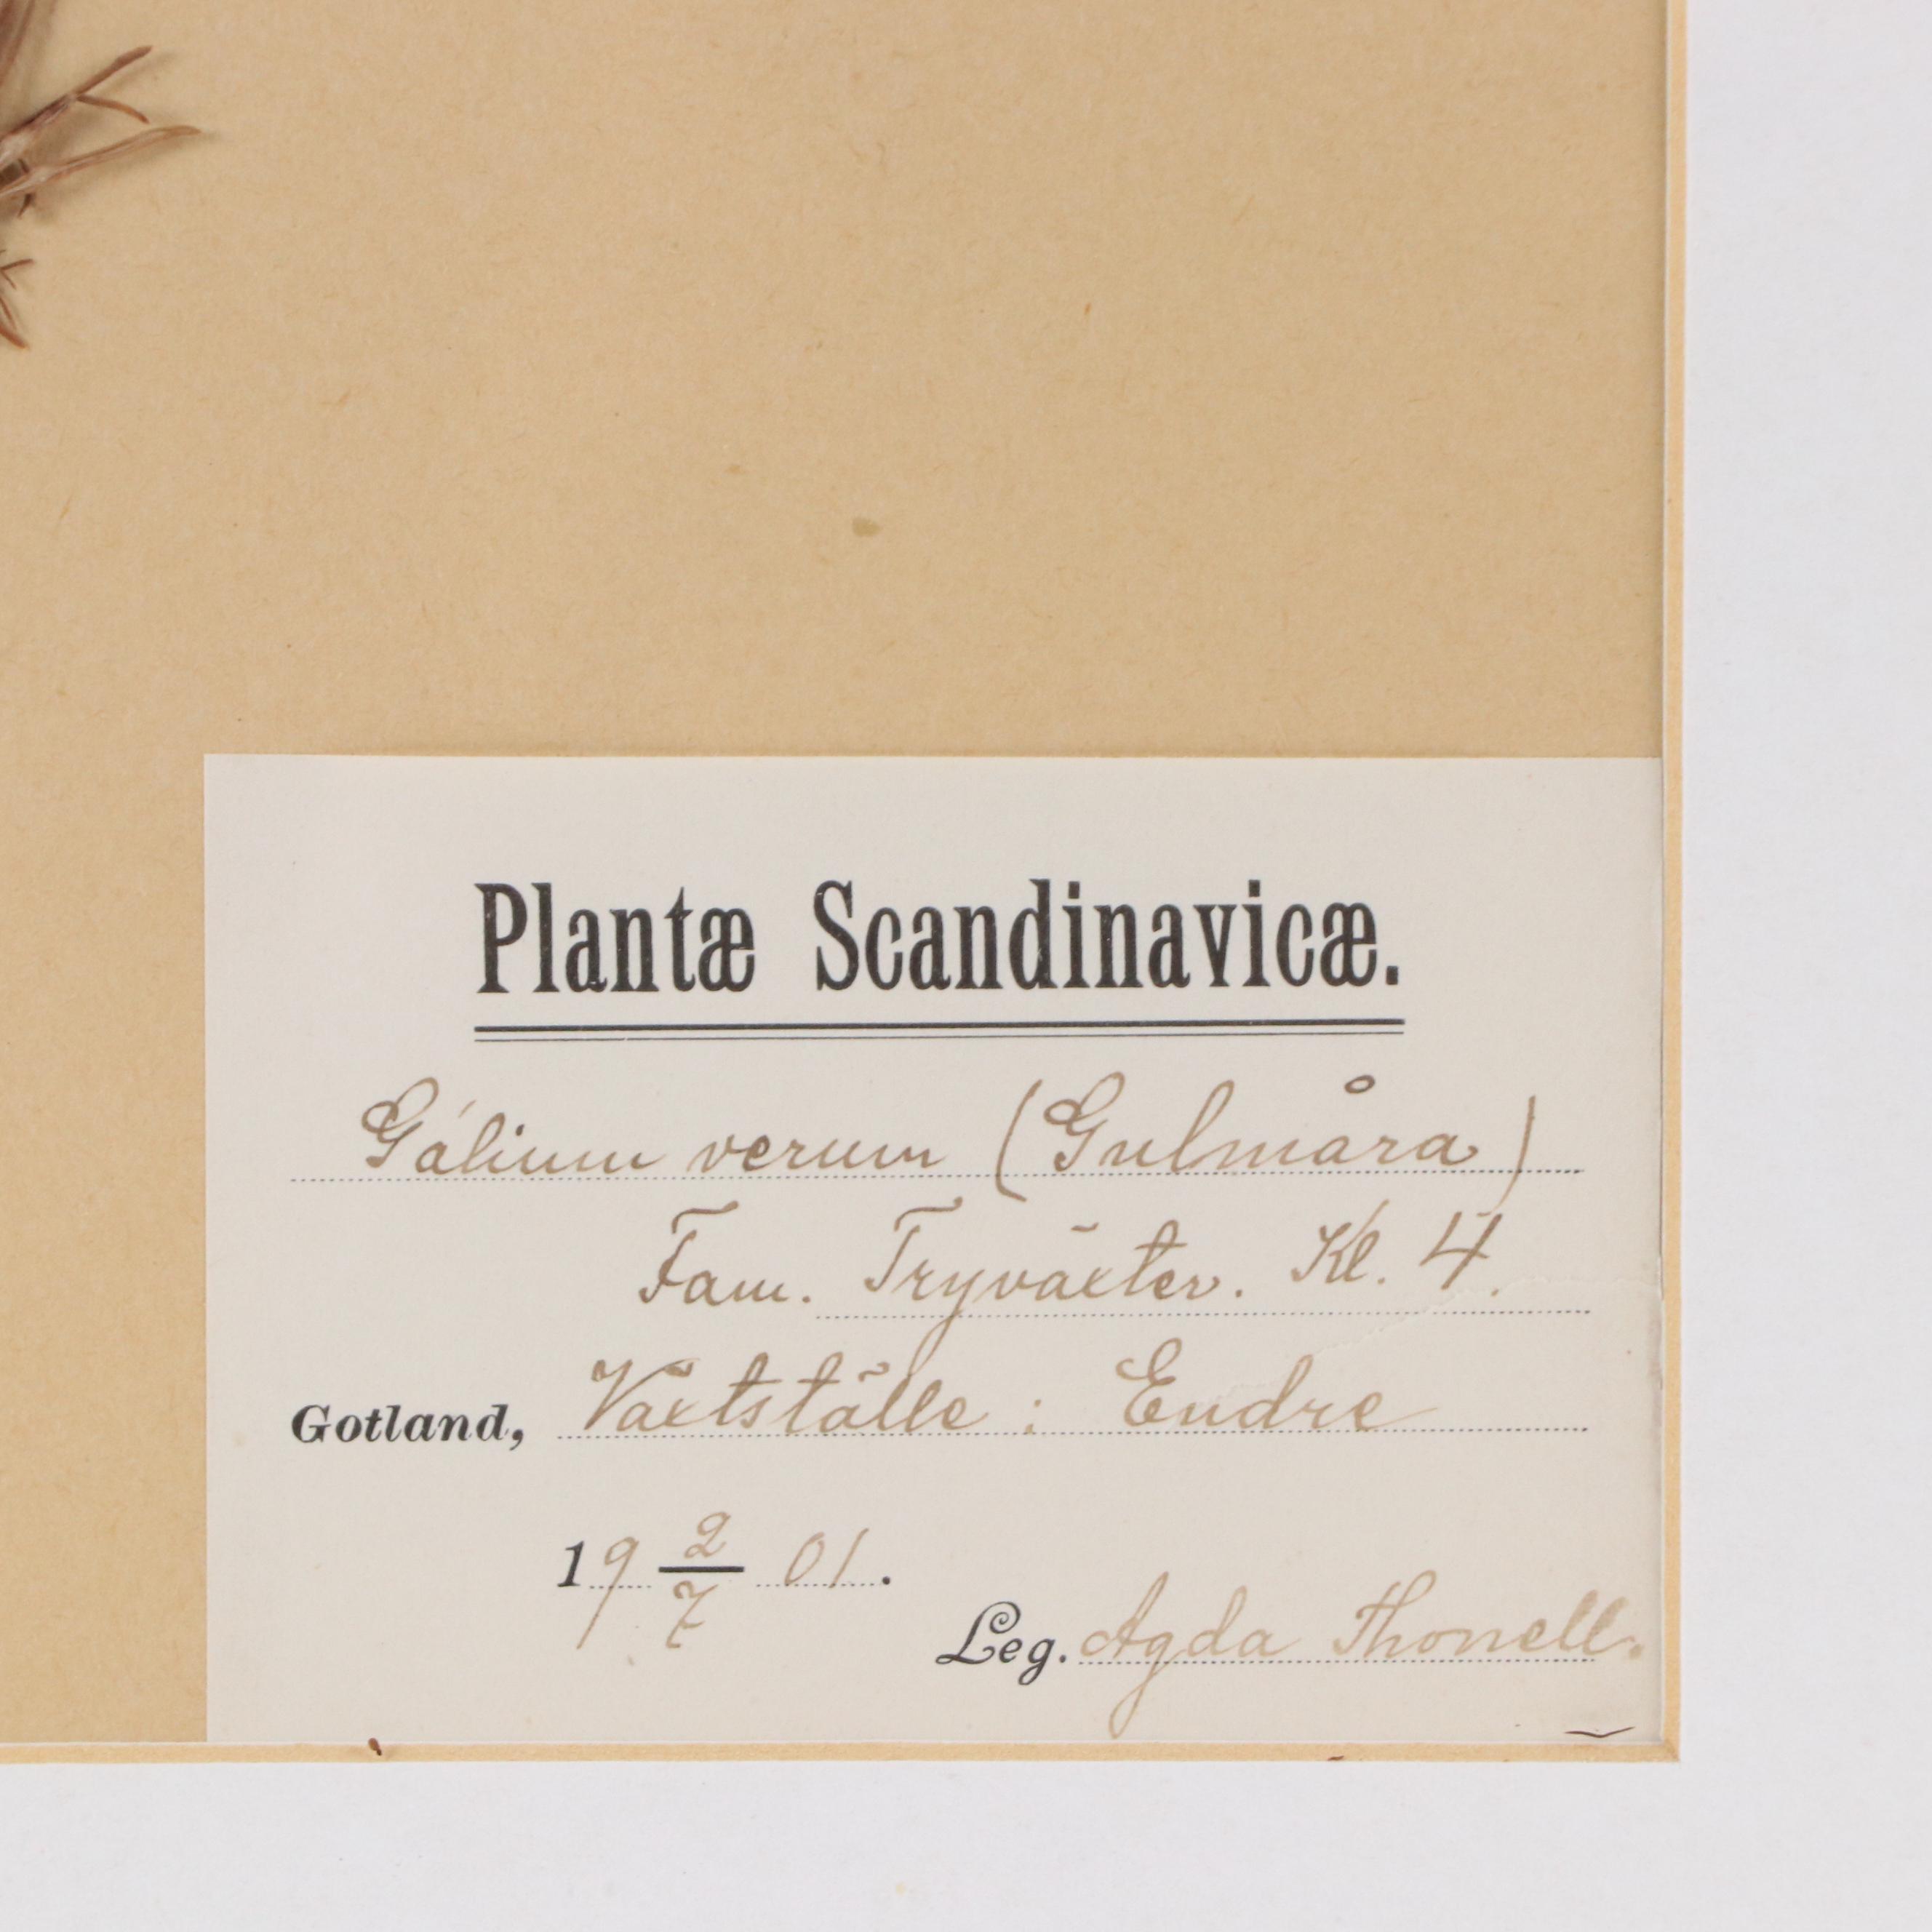 Plantæ Scandinavicæ.
Gálium verum (Gulmåra)
Fam. Tryväxter. Kl. 4.
Gotland, Växtställe: Endre
19 2/7 01.
Leg. Agda Thonell.